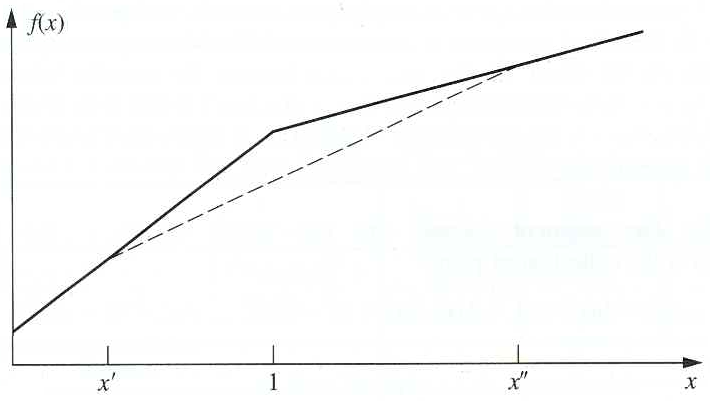 f(x)
x′ 1 x″ x